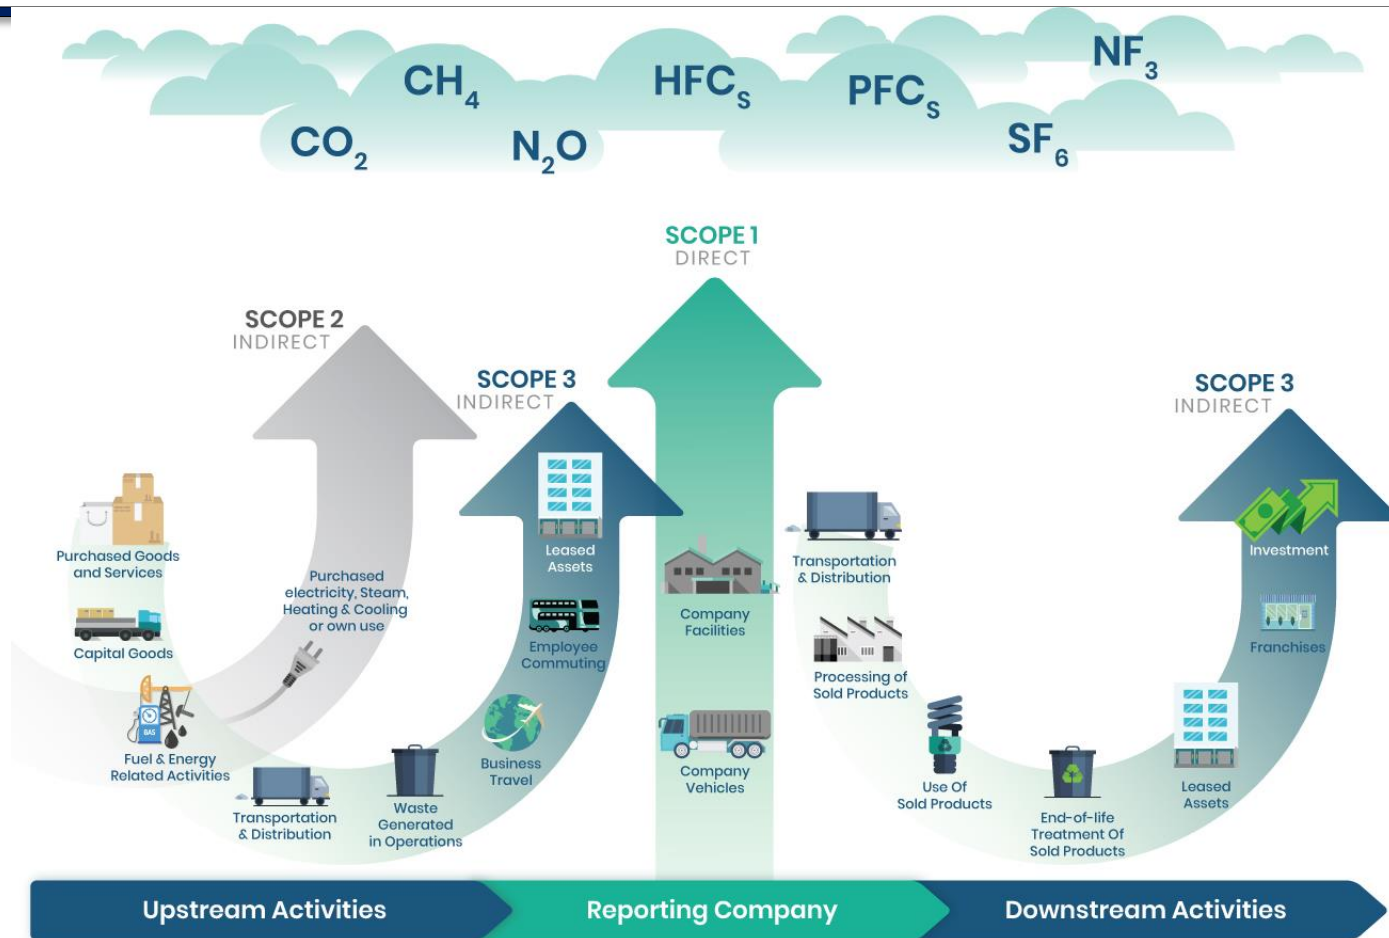 CH₄
HFCs
PFCs
NF₃
CO₂
N₂O
SF₆
SCOPE 1
DIRECT
SCOPE 2
INDIRECT
SCOPE 3
INDIRECT
SCOPE 3
INDIRECT
Purchased Goods
and Services
Capital Goods
GAS
Fuel & Energy
Related Activities
Purchased
electricity, Steam,
Heating & Cooling
or own use
Transportation
& Distribution
Waste
Generated
in Operations
Business
Travel
Employee
Commuting
Leased
Assets
Company
Facilities
Company
Vehicles
Transportation
& Distribution
Processing of
Sold Products
Use Of
Sold Products
End-of-life
Treatment Of
Sold Products
Leased
Assets
Franchises
Investment
Upstream Activities
Reporting Company
Downstream Activities